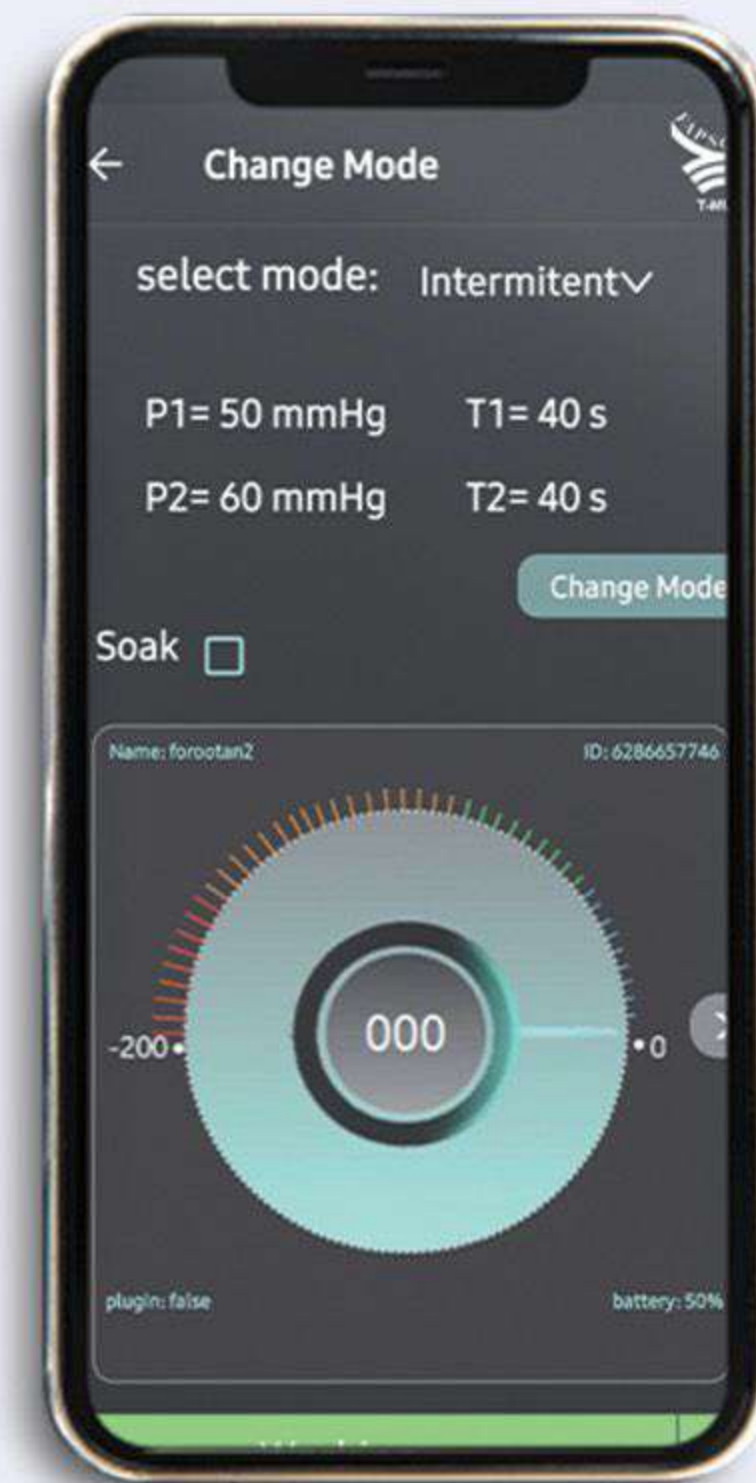 Change Mode
select mode: Intermitent
P1= 50 mmHg T1= 40 s
P2= 60 mmHg T2= 40 s
Change Mode
Soak
Name: forootan2 ID: 6286657746
000
-200 0
plugin: false battery: 50%